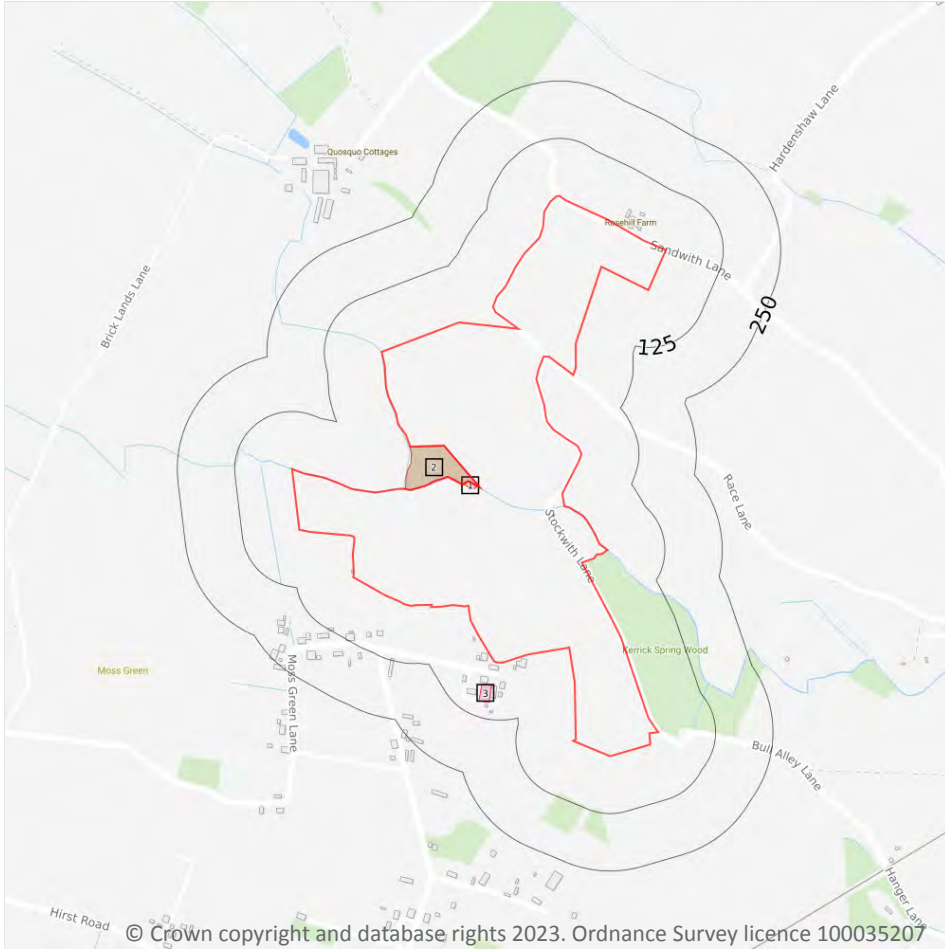 Hardenshaw Lane
Quosquo Cottages
Rosehill Farm
Sandwith Lane
Brick Lands Lane
250
125
2
1
Race Lane
Stockwith Lane
Kerrick Spring Wood
Moss Green
Moss Green Lane
3
Bull Alley Lane
Hanger Lane
Hirst Road
© Crown copyright and database rights 2023. Ordnance Survey licence 100035207